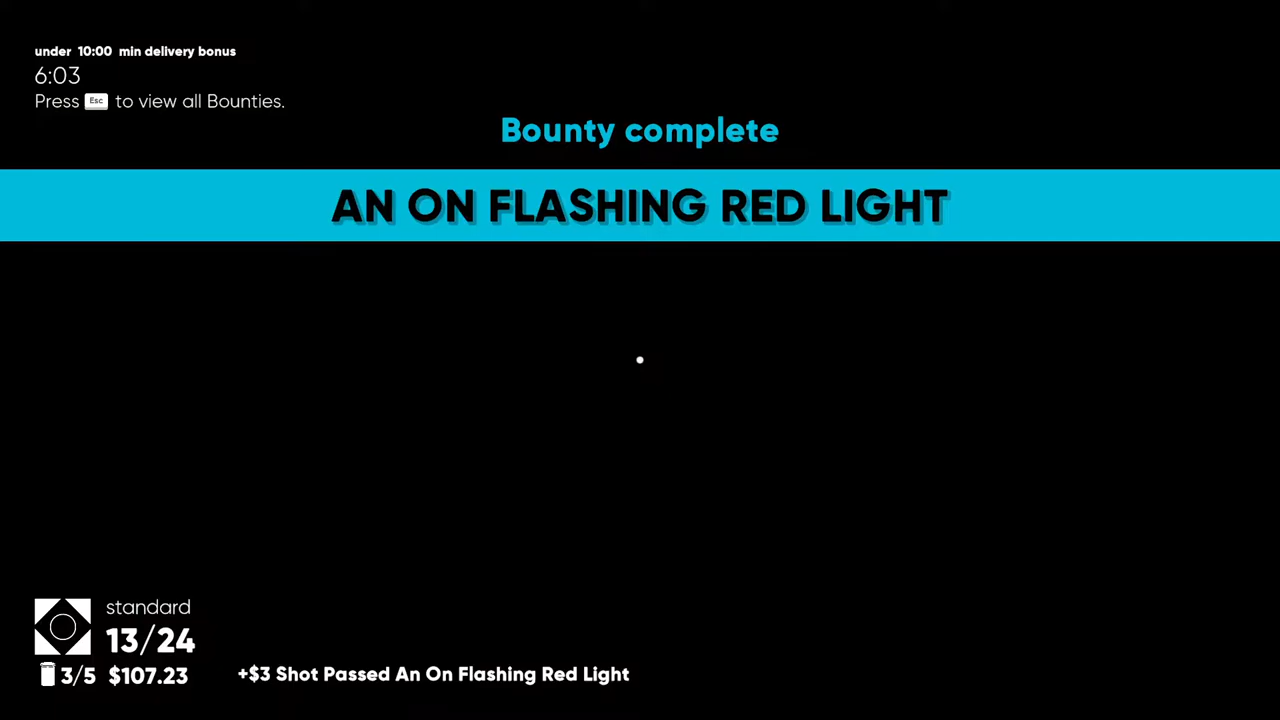 under 10:00 min delivery bonus
6:03
Press Esc to view all Bounties.
Bounty complete
AN ON FLASHING RED LIGHT
standard
13/24
3/5 $107.23
+$3 Shot Passed An On Flashing Red Light